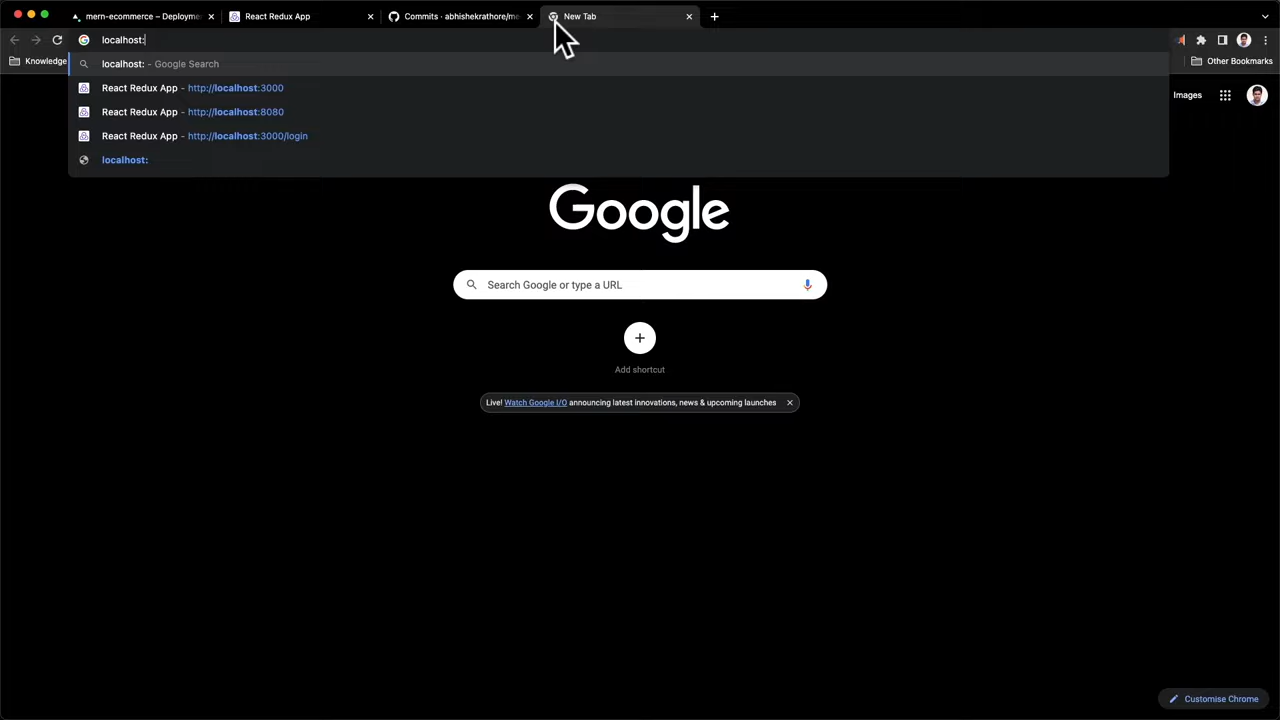 mern-ecommerce – Deployme
React Redux App
Commits · abhishekrathore/me
New Tab
localhost:
Knowledge
Other Bookmarks
localhost: - Google Search
React Redux App - http://localhost:3000
React Redux App - http://localhost:8080
React Redux App - http://localhost:3000/login
localhost:
Images
Google
Search Google or type a URL
Add shortcut
Live! Watch Google I/O announcing latest innovations, news & upcoming launches
Customise Chrome